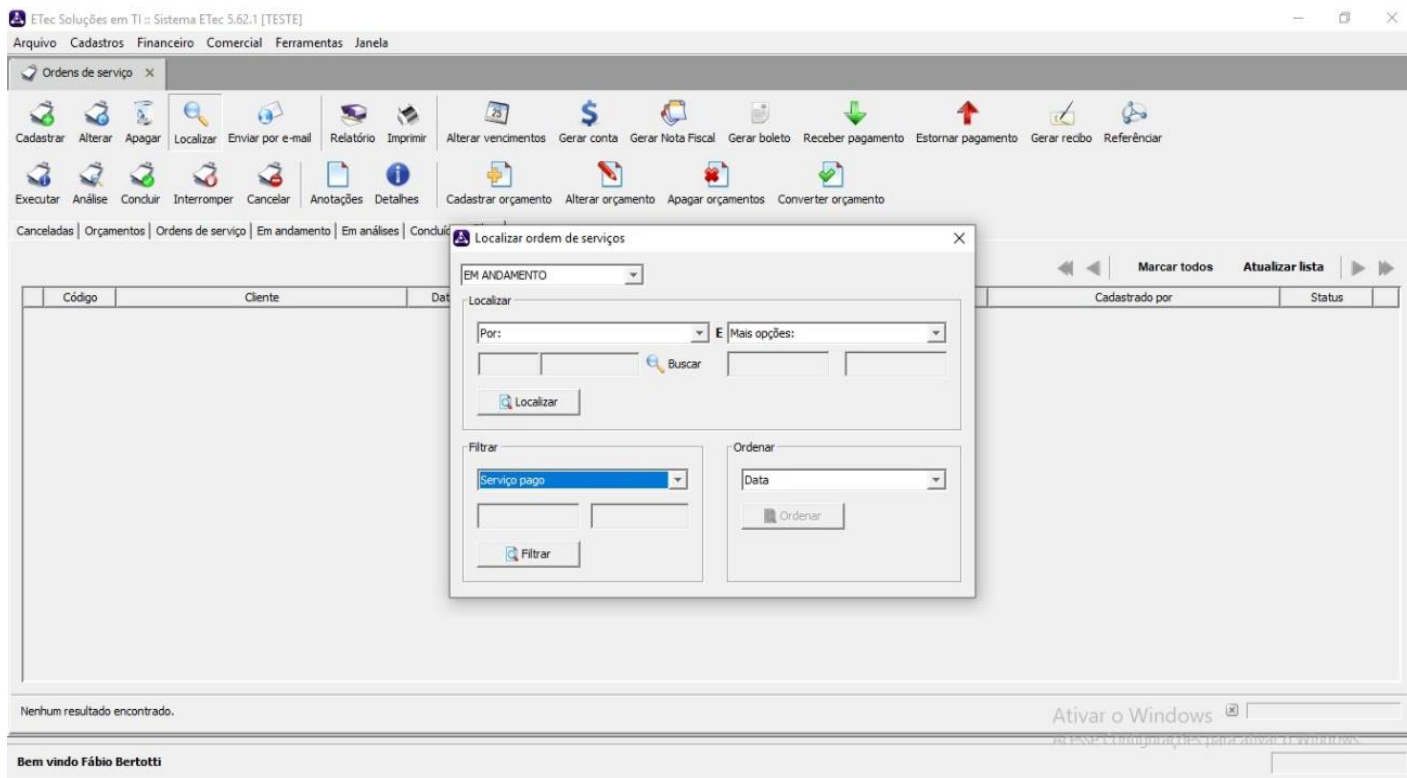 ETec Soluções em TI :: Sistema ETec 5.62.1 [TESTE]
Arquivo Cadastros Financeiro Comercial Ferramentas Janela
Ordens de serviço
Cadastrar Alterar Apagar Localizar Enviar por e-mail Relatório Imprimir Alterar vencimentos Gerar conta Gerar Nota Fiscal Gerar boleto Receber pagamento Estornar pagamento Gerar recibo Referênciar
Executar Análise Concluir Interromper Cancelar Anotações Detalhes Cadastrar orçamento Alterar orçamento Apagar orçamentos Converter orçamento
Canceladas Orçamentos Ordens de serviço Em andamento Em análises
Marcar todos Atualizar lista
Código Cliente Cadastrado por Status
Localizar ordem de serviços
EM ANDAMENTO
Localizar
Por: E Mais opções:
Buscar
Localizar
Filtrar Ordenar
Serviço pago Data
Ordenar
Filtrar
Nenhum resultado encontrado.
Ativar o Windows
Acesse Configurações para ativar o Windows.
Bem vindo Fábio Bertotti